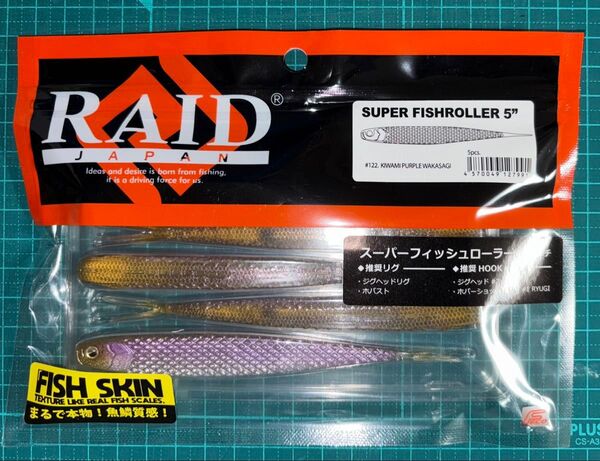 RAID®
JAPAN
Ideas and desire is born from fishing,
it is a driving force for us.
SUPER FISHROLLER 5”
5pcs.
#122. KIWAMI PURPLE WAKASAGI
4 570049 12799
スーパーフィッシュローラー
●推奨リグ
・ジグヘッドリグ
・ホバスト
●推奨HOOK
・ジグヘッド
・ホバーショッ
RYUGI
FISH SKIN
TEXTURE LIKE REAL FISH SCALES.
まるで本物!魚鱗質感!
PLUS
CS-A3